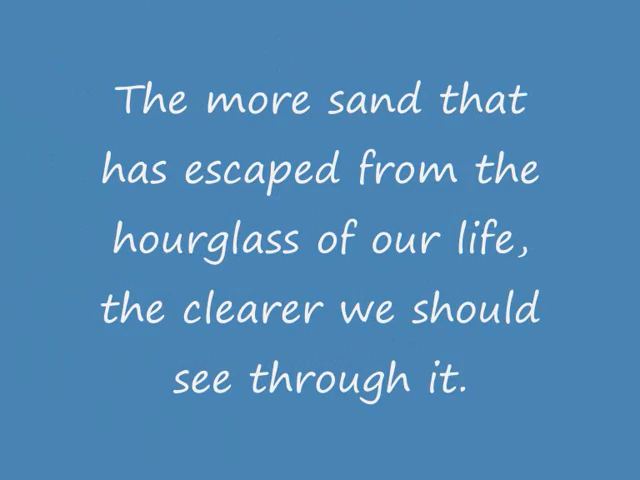 The more sand that
has escaped from the
hourglass of our life,
the clearer we should
see through it.